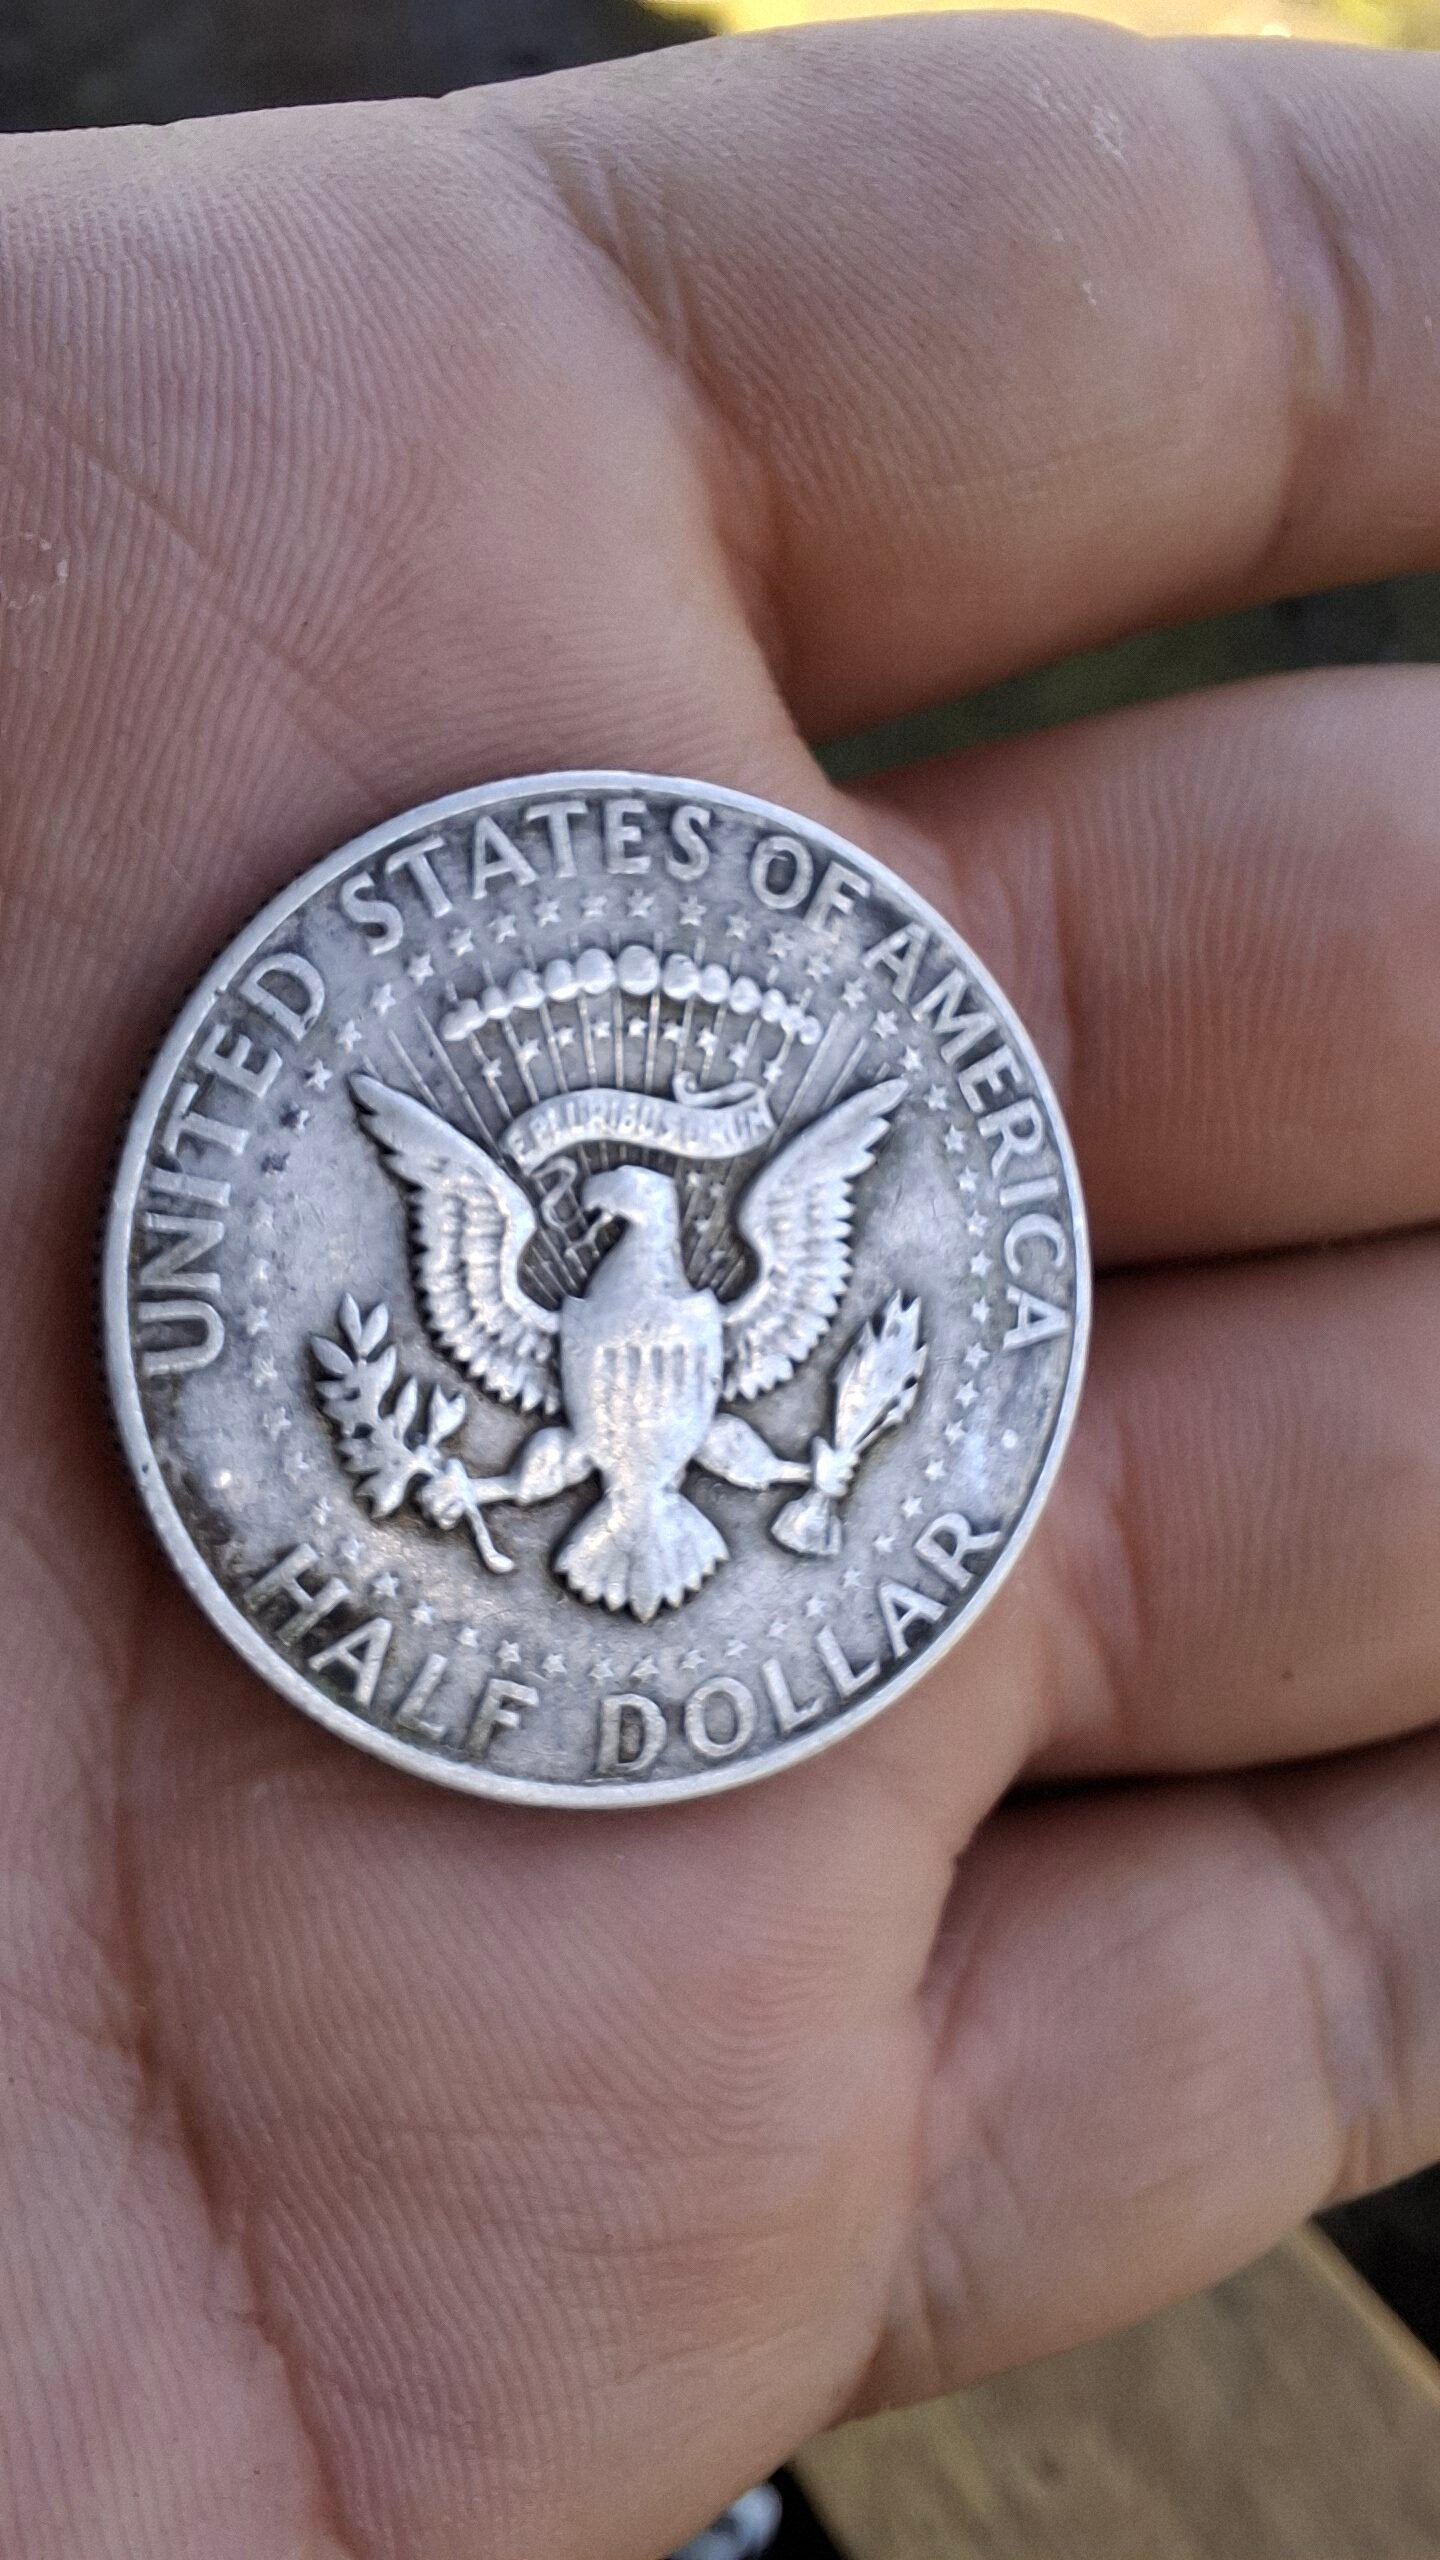 UNITED STATES OF AMERICA
E PLURIBUS UNUM
HALF DOLLAR